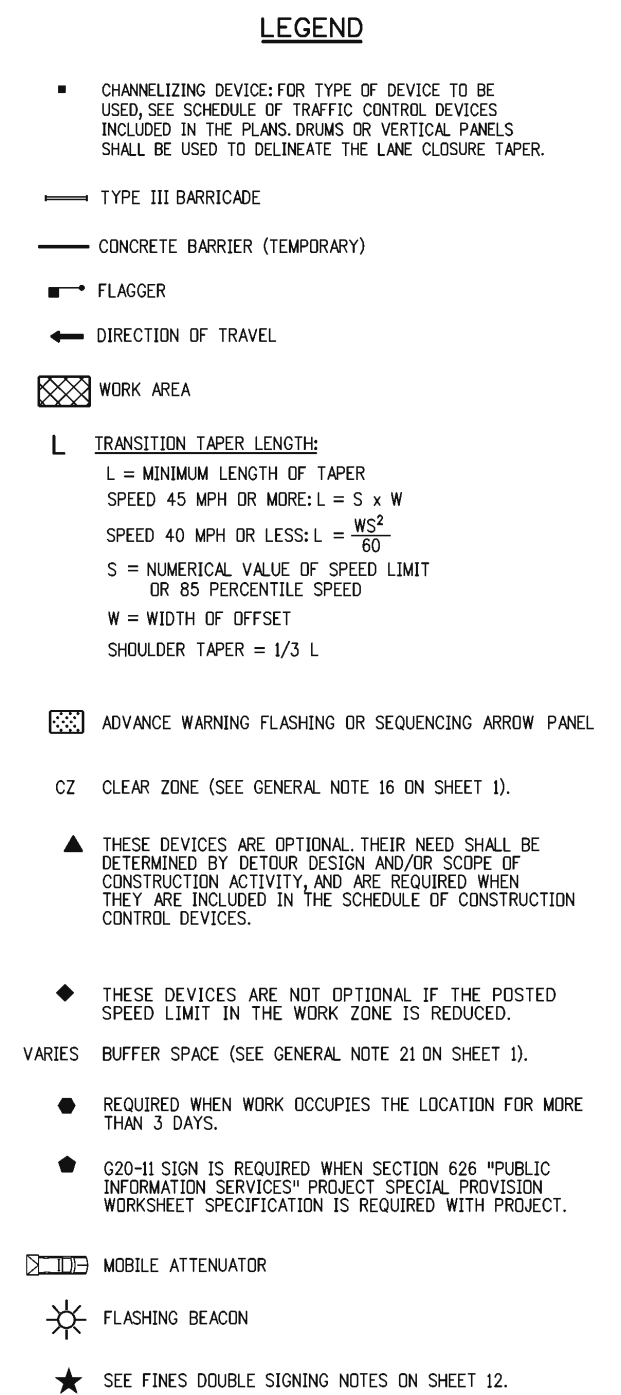 LEGEND
CHANNELIZING DEVICE: FOR TYPE OF DEVICE TO BE
USED, SEE SCHEDULE OF TRAFFIC CONTROL DEVICES
INCLUDED IN THE PLANS. DRUMS OR VERTICAL PANELS
SHALL BE USED TO DELINEATE THE LANE CLOSURE TAPER.
TYPE III BARRICADE
CONCRETE BARRIER (TEMPORARY)
FLAGGER
DIRECTION OF TRAVEL
WORK AREA
L TRANSITION TAPER LENGTH:
L = MINIMUM LENGTH OF TAPER
SPEED 45 MPH OR MORE: L = S x W
SPEED 40 MPH OR LESS: L = WS²/60
S = NUMERICAL VALUE OF SPEED LIMIT
OR 85 PERCENTILE SPEED
W = WIDTH OF OFFSET
SHOULDER TAPER = 1/3 L
ADVANCE WARNING FLASHING OR SEQUENCING ARROW PANEL
CZ CLEAR ZONE (SEE GENERAL NOTE 16 ON SHEET 1).
THESE DEVICES ARE OPTIONAL. THEIR NEED SHALL BE
DETERMINED BY DETOUR DESIGN AND/OR SCOPE OF
CONSTRUCTION ACTIVITY, AND ARE REQUIRED WHEN
THEY ARE INCLUDED IN THE SCHEDULE OF CONSTRUCTION
CONTROL DEVICES.
THESE DEVICES ARE NOT OPTIONAL IF THE POSTED
SPEED LIMIT IN THE WORK ZONE IS REDUCED.
VARIES BUFFER SPACE (SEE GENERAL NOTE 21 ON SHEET 1).
REQUIRED WHEN WORK OCCUPIES THE LOCATION FOR MORE
THAN 3 DAYS.
G20-11 SIGN IS REQUIRED WHEN SECTION 626 "PUBLIC
INFORMATION SERVICES" PROJECT SPECIAL PROVISION
WORKSHEET SPECIFICATION IS REQUIRED WITH PROJECT.
MOBILE ATTENUATOR
FLASHING BEACON
SEE FINES DOUBLE SIGNING NOTES ON SHEET 12.